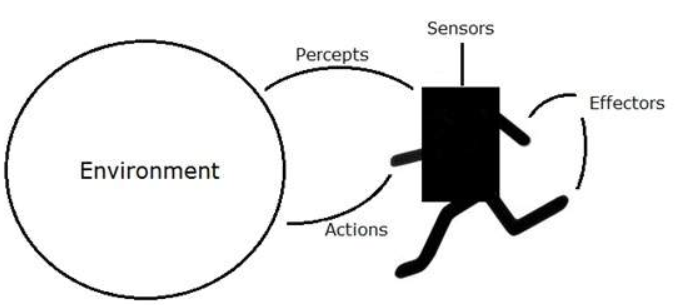 Sensors
Percepts
Effectors
Environment
Actions